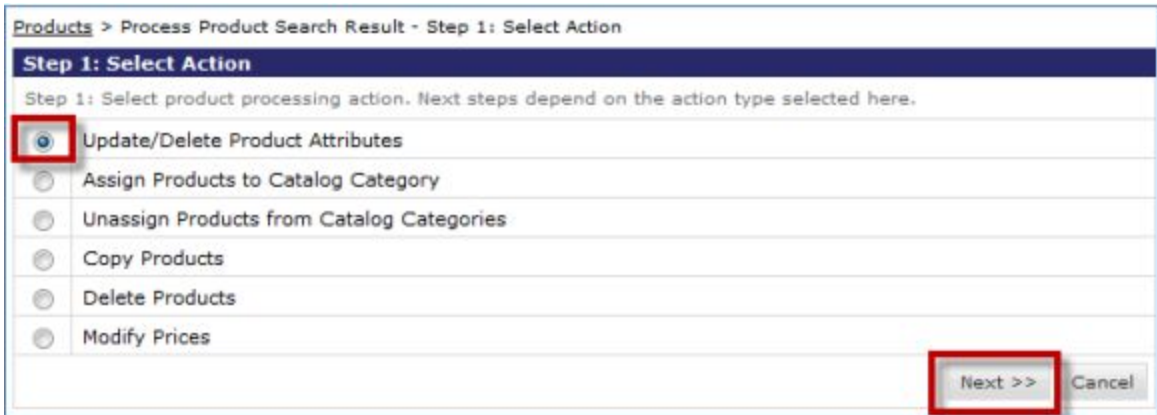 Products > Process Product Search Result - Step 1: Select Action
Step 1: Select Action
Step 1: Select product processing action. Next steps depend on the action type selected here.
Update/Delete Product Attributes
Assign Products to Catalog Category
Unassign Products from Catalog Categories
Copy Products
Delete Products
Modify Prices
Next >> Cancel